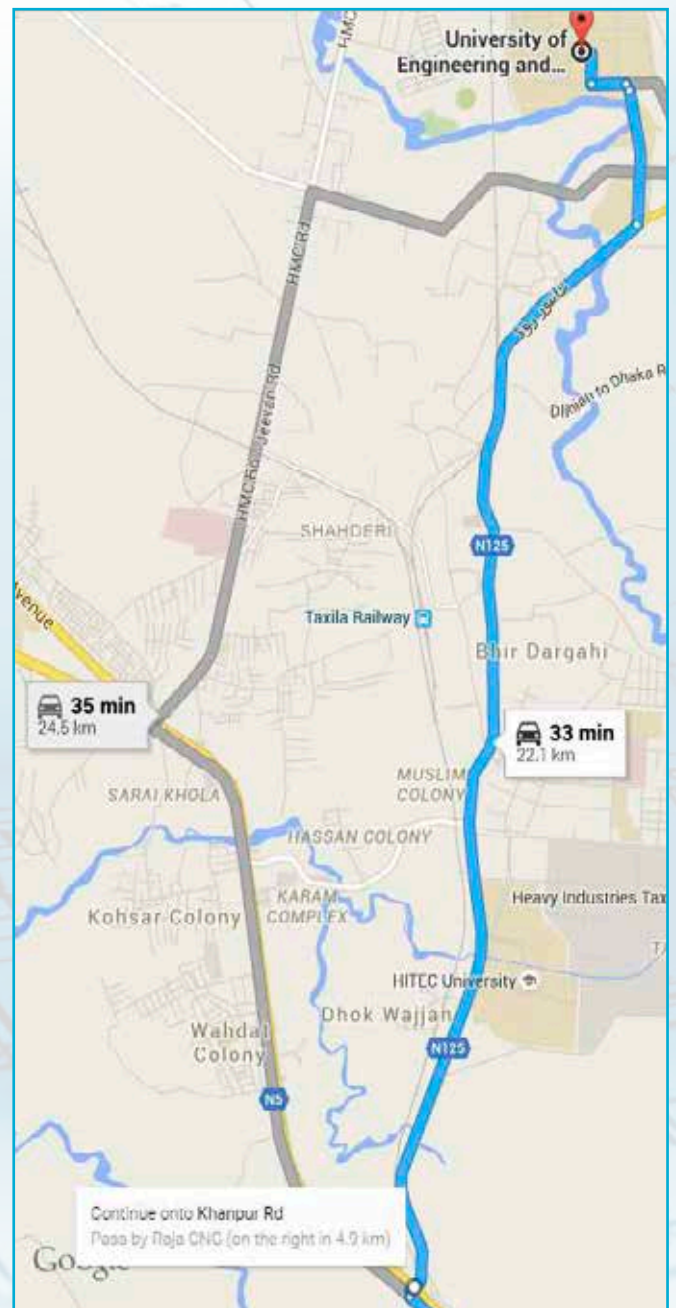 University of
Engineering and...
HMC Rd
HMC Rd
HMC Rd
Jeevan Rd
Djinian to Dhaka R
N125
SHAHDERI
Taxila Railway
Bhir Dargahi
Avenue
35 min
24.5 km
33 min
22.1 km
SARAI KHOLA
MUSLIM
COLONY
HASSAN COLONY
KARAM
COMPLEX
Kohsar Colony
Heavy Industries Tax
HITEC University
Dhok Wajjan
Wahdat
Colony
N125
N5
Continue onto Khanpur Rd
Pass by Raja CNG (on the right in 4.9 km)
Google